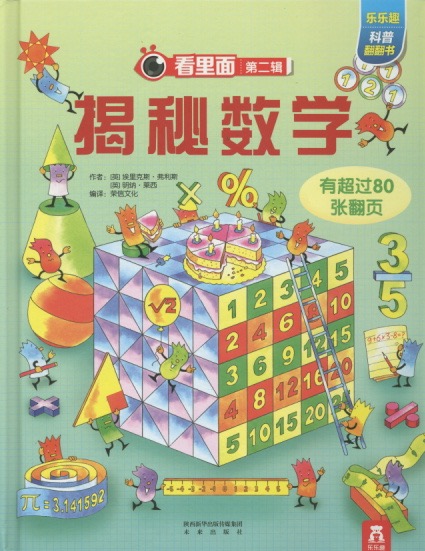 乐乐趣
科普
翻翻书
看里面 第二辑
揭秘数学
作者：[英] 埃里克斯·弗利斯
[英] 明纳·莱西
编译：荣信文化
有超过80
张翻页
1 2 1
× %
3
5
√2
1 2 3 4 5
2 4 6 8 10
3 6 9 12 15
4 8 12 16 20
5 10 15 20
π=3.141592
陕西新华出版传媒集团
未来出版社
乐乐趣